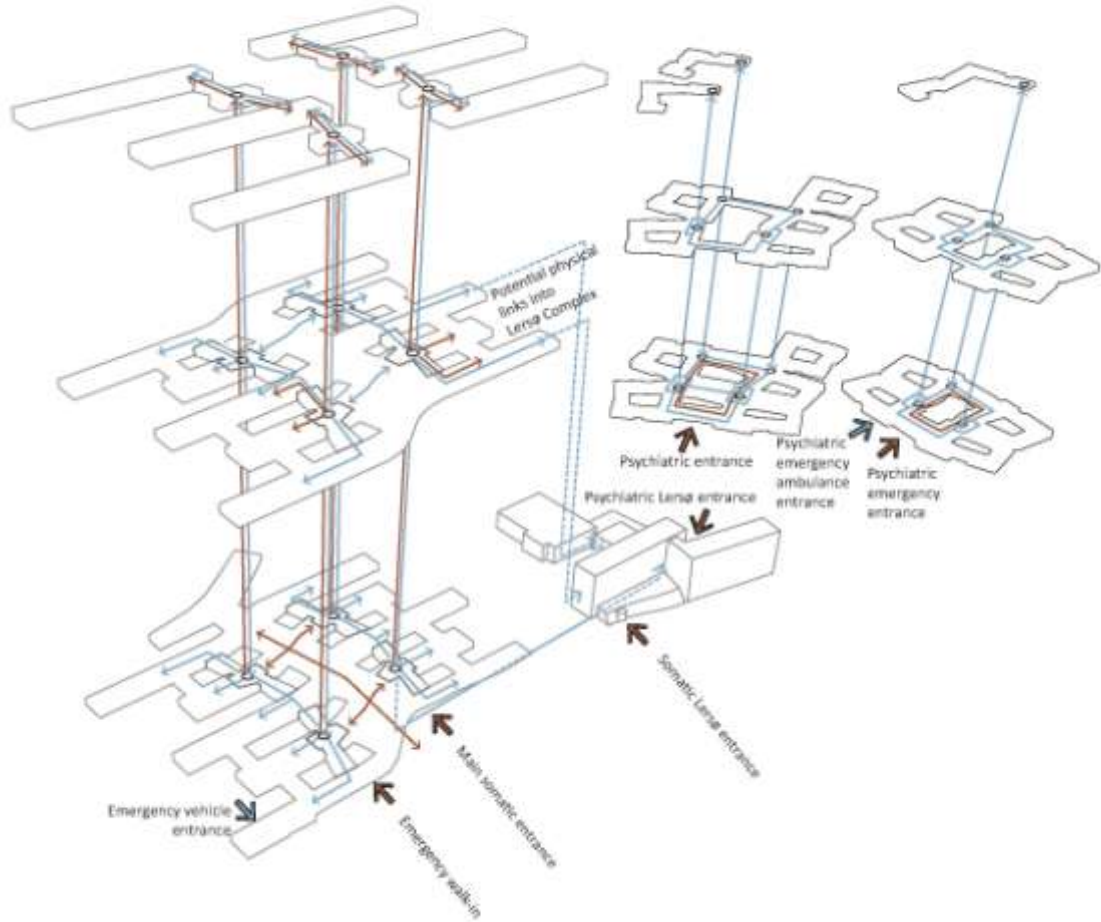 Potential physical
links into
Lersø Complex
Psychiatric entrance
Psychiatric
emergency
ambulance
entrance
Psychiatric
emergency
entrance
Psychiatric Lersø entrance
Somatic Lersø entrance
Main somatic entrance
Emergency vehicle
entrance
Emergency walk-in